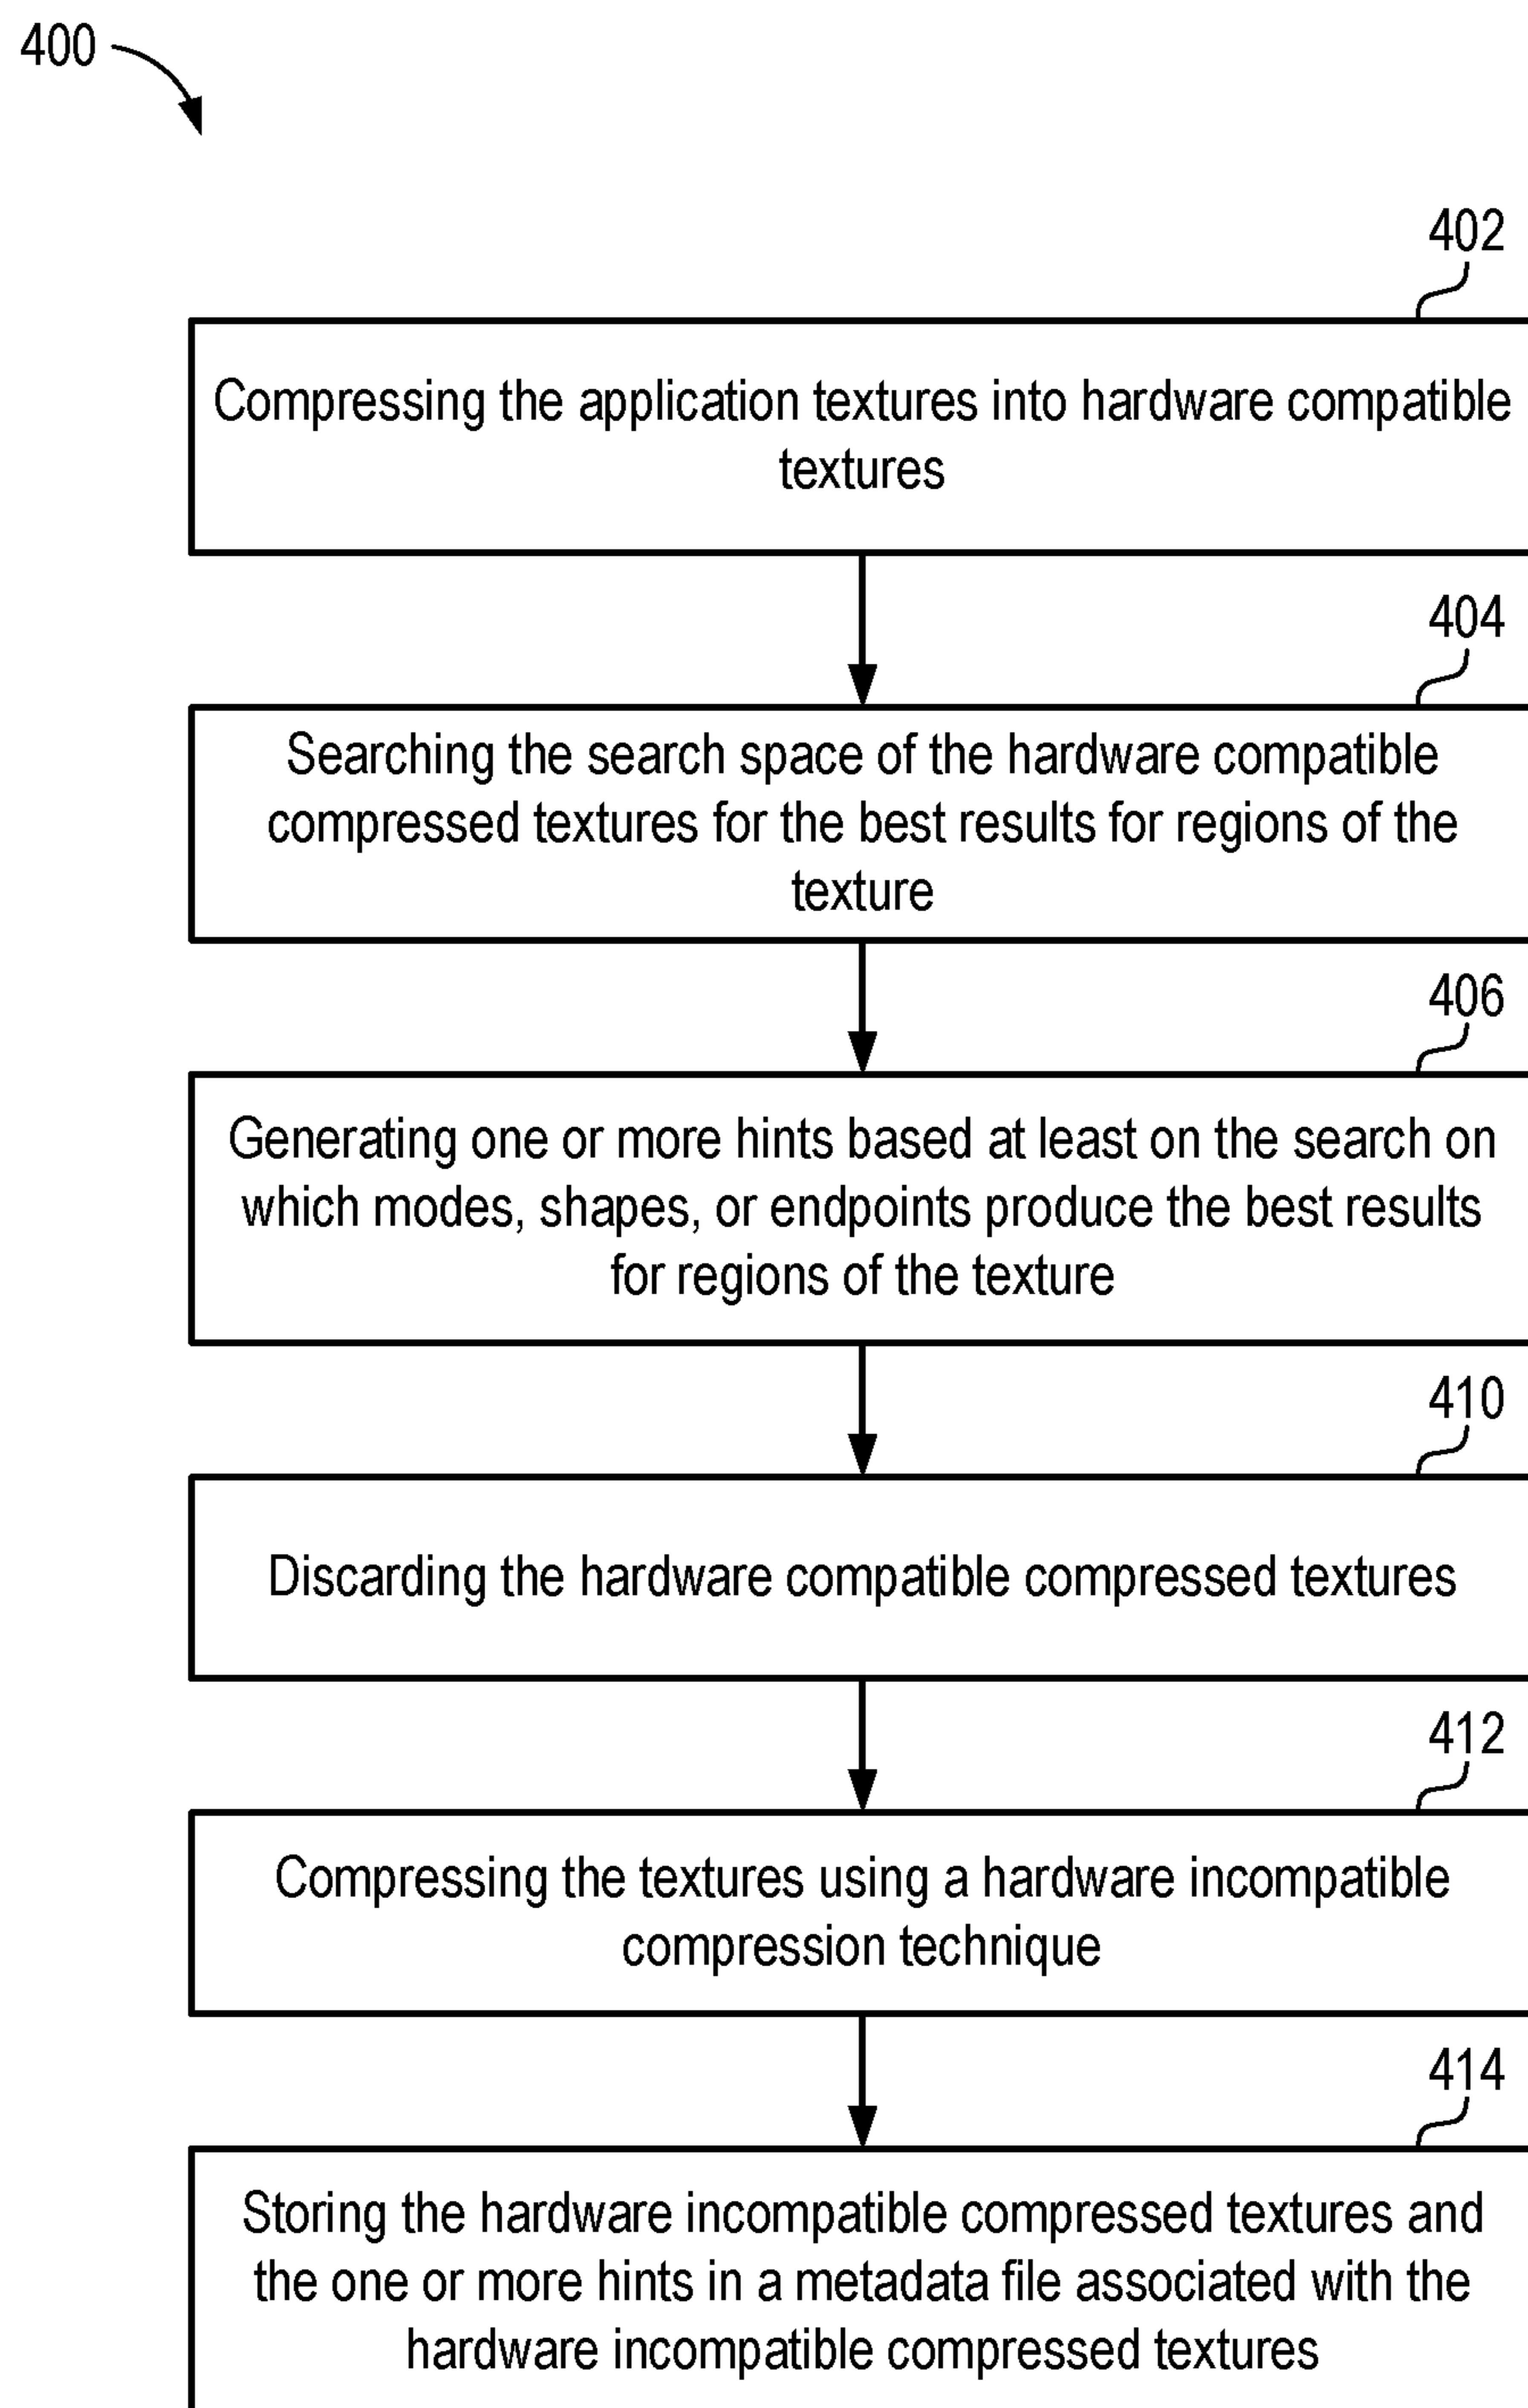 400
402
Compressing the application textures into hardware compatible
textures
404
Searching the search space of the hardware compatible
compressed textures for the best results for regions of the
texture
406
Generating one or more hints based at least on the search on
which modes, shapes, or endpoints produce the best results
for regions of the texture
410
Discarding the hardware compatible compressed textures
412
Compressing the textures using a hardware incompatible
compression technique
414
Storing the hardware incompatible compressed textures and
the one or more hints in a metadata file associated with the
hardware incompatible compressed textures